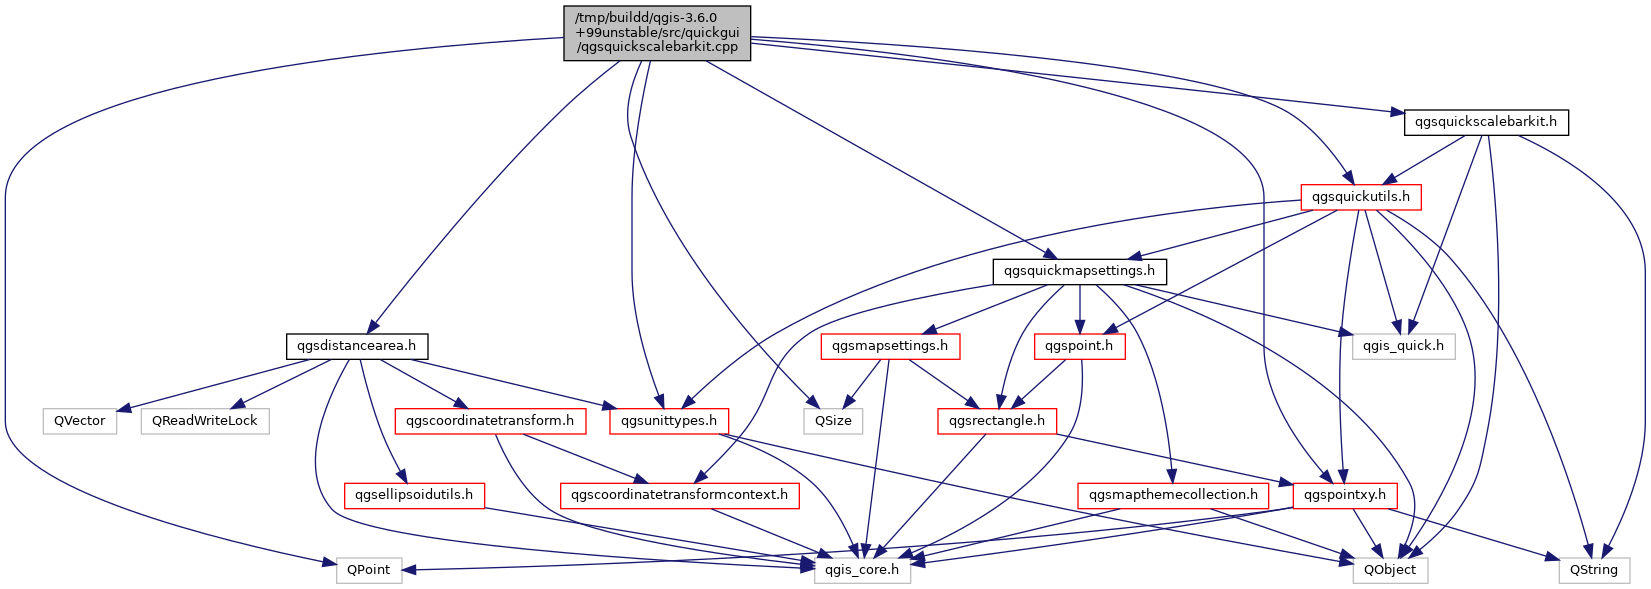 /tmp/buildd/qgis-3.6.0
+99unstable/src/quickgui
/qgsquickscalebarkit.cpp
qgsquickscalebarkit.h
qgsquickutils.h
qgsquickmapsettings.h
qgsdistancearea.h
qgsmapsettings.h
qgspoint.h
qgis_quick.h
QVector
QReadWriteLock
qgscoordinatetransform.h
qgsunittypes.h
QSize
qgsrectangle.h
qgsellipsoidutils.h
qgscoordinatetransformcontext.h
qgsmapthemecollection.h
qgspointxy.h
QPoint
qgis_core.h
QObject
QString